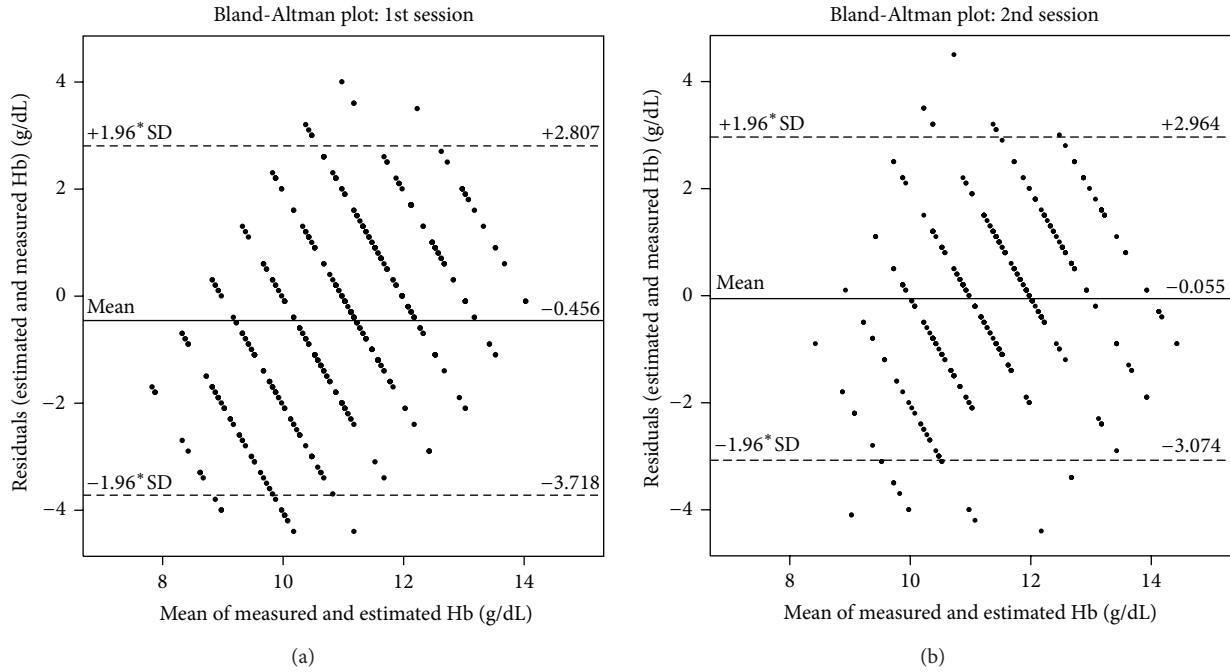 Bland-Altman plot: 1st session
Residuals (estimated and measured Hb) (g/dL)
4
2
0
−2
−4
+1.96* SD
+2.807
Mean
−0.456
−1.96* SD
−3.718
8 10 12 14
Mean of measured and estimated Hb (g/dL)
(a)
Bland-Altman plot: 2nd session
Residuals (estimated and measured Hb) (g/dL)
4
2
0
−2
−4
+1.96* SD
+2.964
Mean
−0.055
−1.96* SD
−3.074
8 10 12 14
Mean of measured and estimated Hb (g/dL)
(b)